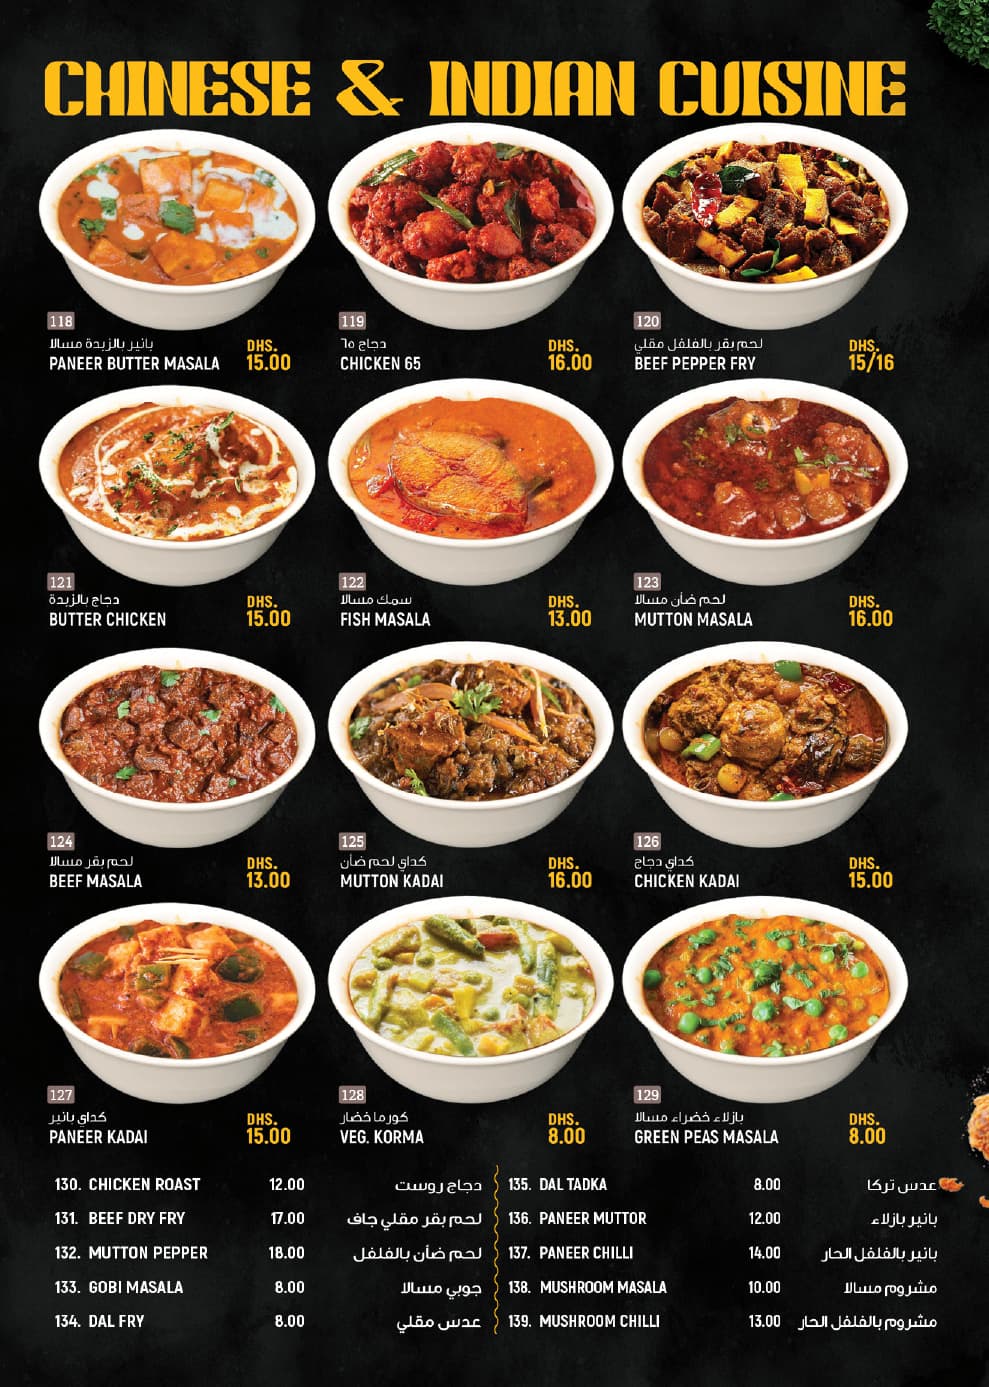 CHINESE & INDIAN CUISINE
118
بانير بالزبدة مسالا
PANEER BUTTER MASALA
DHS.
15.00
119
دجاج ٦٥
CHICKEN 65
DHS.
16.00
120
لحم بقر بالفلفل مقلي
BEEF PEPPER FRY
DHS.
15/16
121
دجاج بالزبدة
BUTTER CHICKEN
DHS.
15.00
122
سمك مسالا
FISH MASALA
DHS.
13.00
123
لحم ضأن مسالا
MUTTON MASALA
DHS.
16.00
124
لحم بقر مسالا
BEEF MASALA
DHS.
13.00
125
كداي لحم ضأن
MUTTON KADAI
DHS.
16.00
126
كداي دجاج
CHICKEN KADAI
DHS.
15.00
127
كداي بانير
PANEER KADAI
DHS.
15.00
128
كورما خضار
VEG. KORMA
DHS.
8.00
129
بازلاء خضراء مسالا
GREEN PEAS MASALA
DHS.
8.00
130. CHICKEN ROAST 12.00 دجاج روست
131. BEEF DRY FRY 17.00 لحم بقر مقلي جاف
132. MUTTON PEPPER 18.00 لحم ضأن بالفلفل
133. GOBI MASALA 8.00 جوبي مسالا
134. DAL FRY 8.00 عدس مقلي
135. DAL TADKA 8.00 عدس تركا
136. PANEER MUTTOR 12.00 بانير بازلاء
137. PANEER CHILLI 14.00 بانير بالفلفل الحار
138. MUSHROOM MASALA 10.00 مشروم مسالا
139. MUSHROOM CHILLI 13.00 مشروم بالفلفل الحار